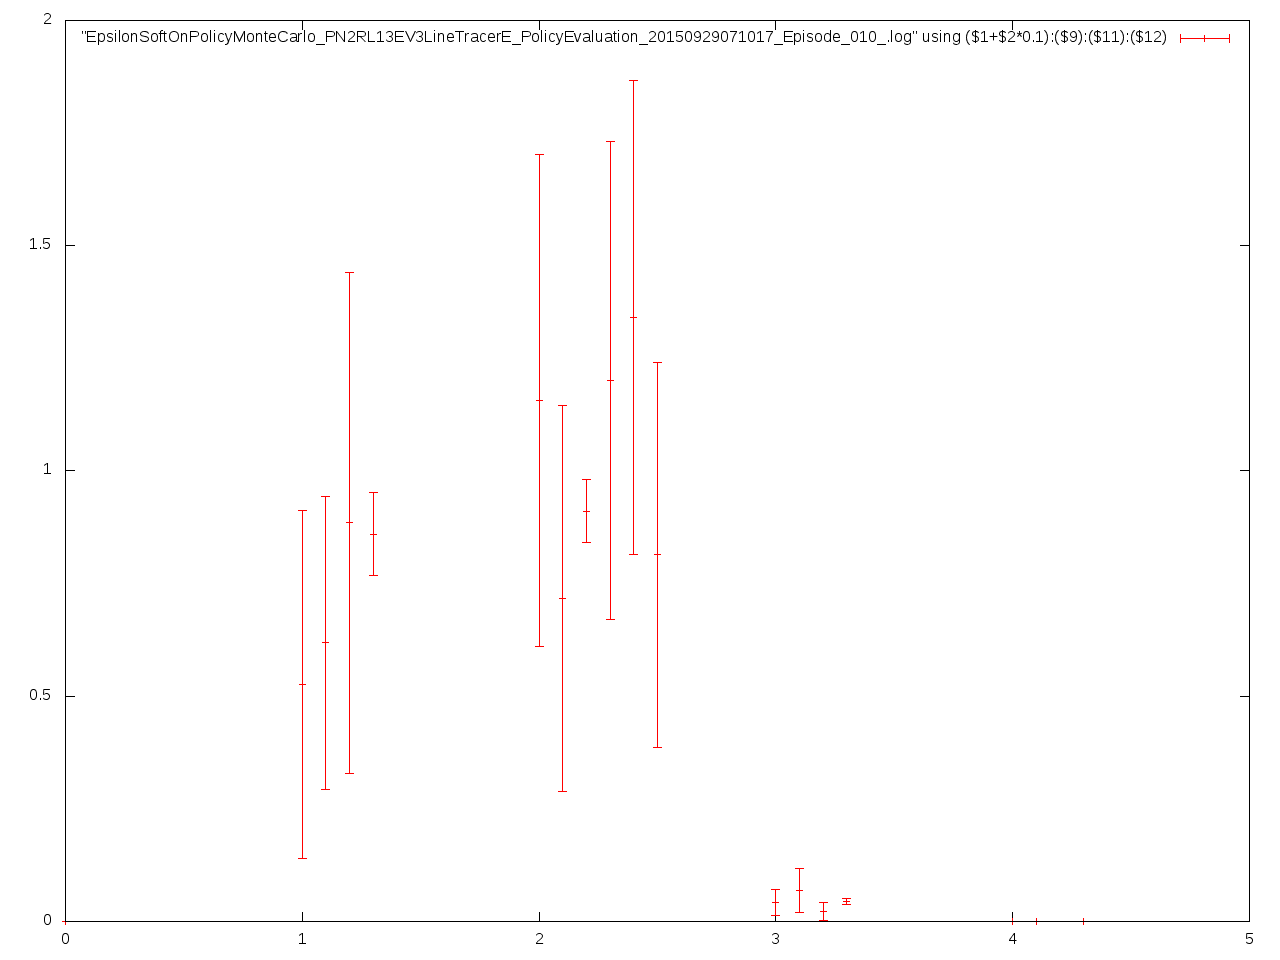 2
"EpsilonSoftOnPolicyMonteCarlo_PN2RL13EV3LineTracerE_PolicyEvaluation_20150929071017_Episode_010_.log" using ($1+$2*0.1):($9):($11):($12)
1.5
1
0.5
0
0 1 2 3 4 5